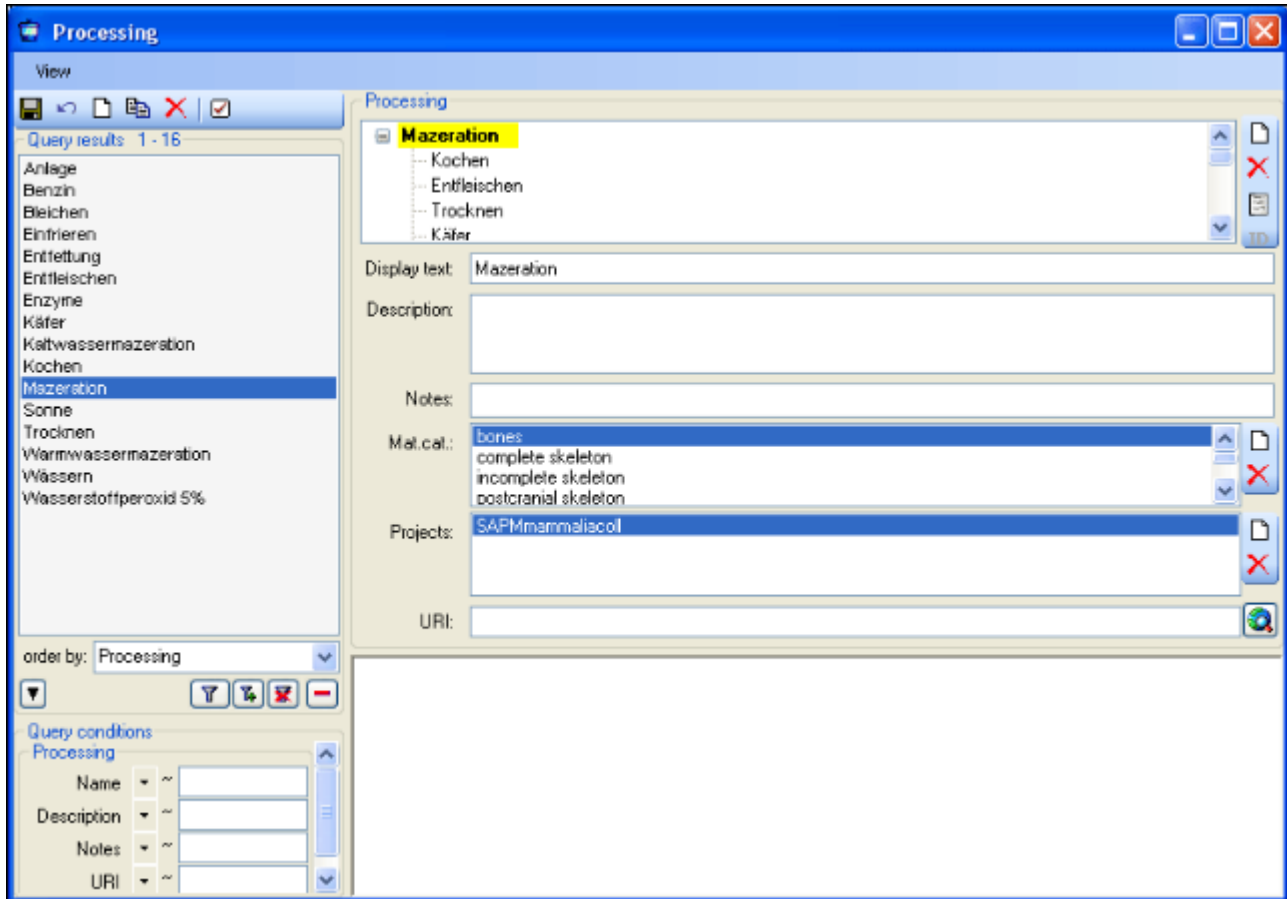 Processing
View
Query results 1 - 16
Anlage
Benzin
Bleichen
Einfrieren
Entfettung
Entfleischen
Enzyme
Käfer
Kaltwassermazeration
Kochen
Mazeration
Sonne
Trocknen
Warmwassermazeration
Wässern
Wasserstoffperoxid 5%
order by: Processing
Query conditions
Processing
Name ~
Description ~
Notes ~
URI ~
Processing
Mazeration
Kochen
Entfleischen
Trocknen
Käfer
ID
Display text: Mazeration
Description:
Notes:
Mat.cat.: bones
complete skeleton
incomplete skeleton
postcranial skeleton
Projects: SAPMmammaliacoll
URI: